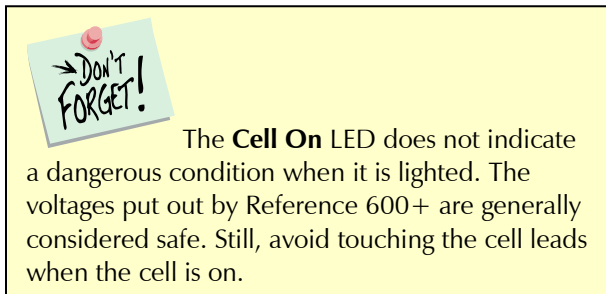 DON'T
FORGET!
The Cell On LED does not indicate
a dangerous condition when it is lighted. The
voltages put out by Reference 600+ are generally
considered safe. Still, avoid touching the cell leads
when the cell is on.